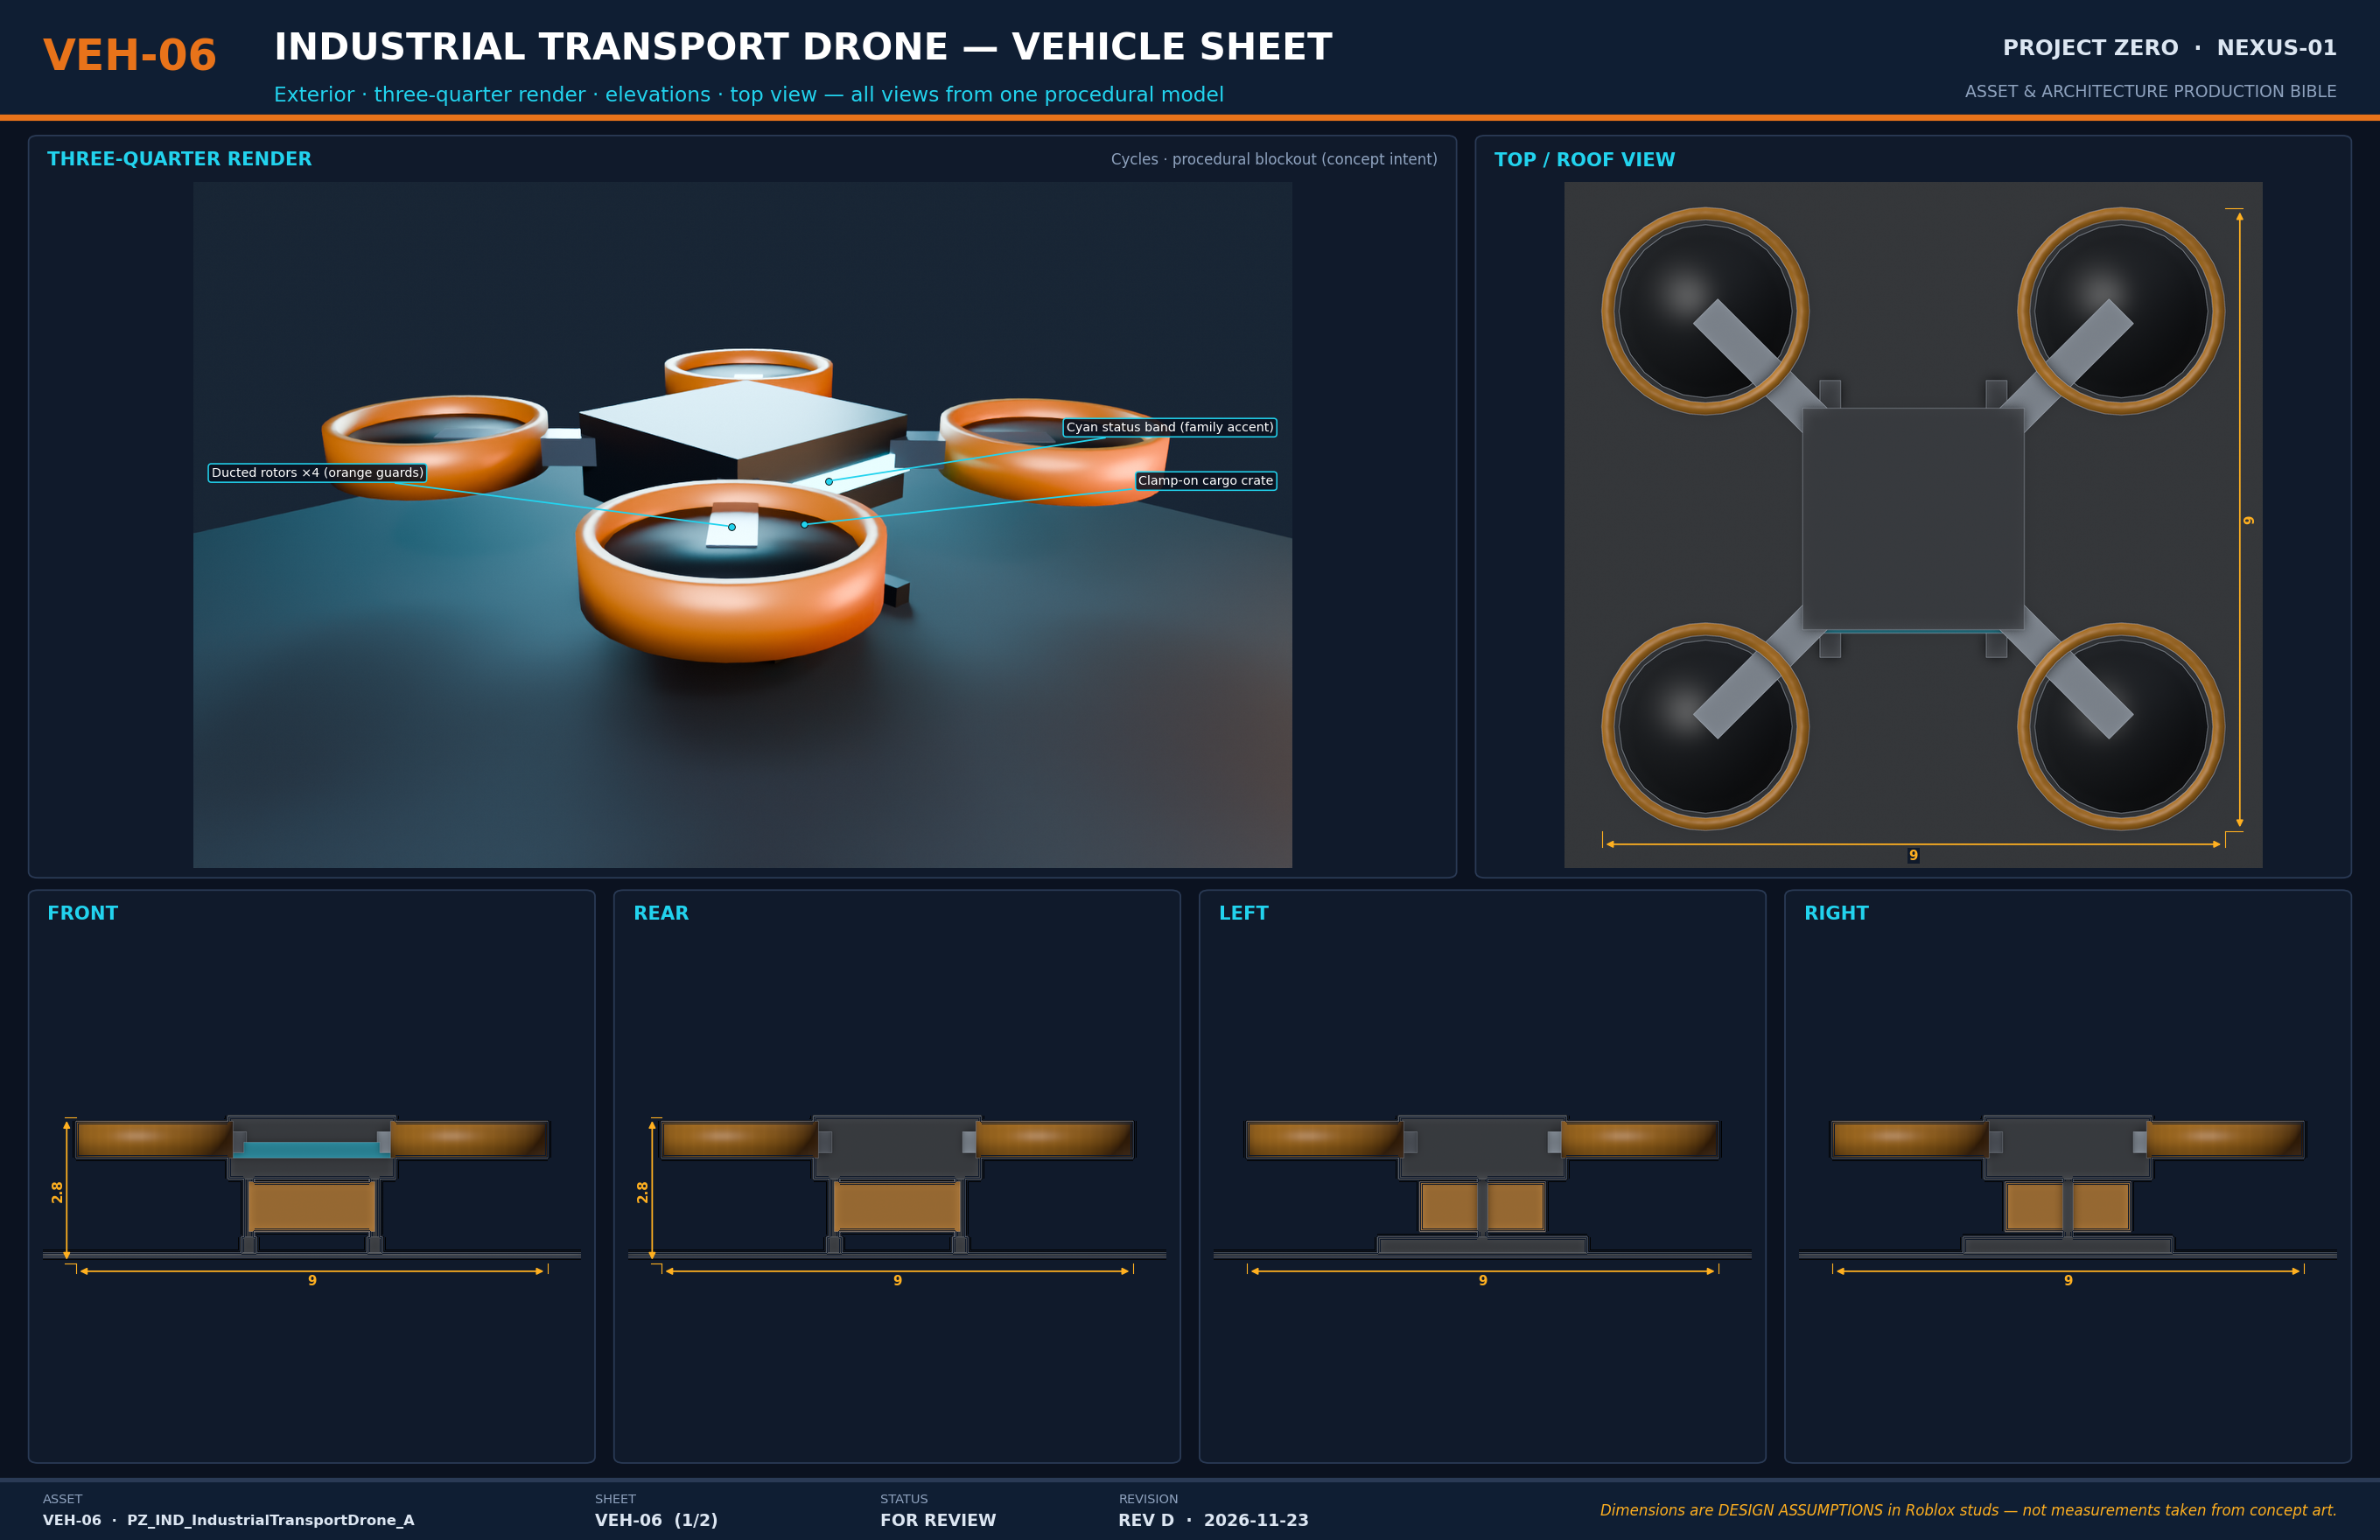 VEH-06
INDUSTRIAL TRANSPORT DRONE — VEHICLE SHEET
Exterior · three-quarter render · elevations · top view — all views from one procedural model
PROJECT ZERO · NEXUS-01
ASSET & ARCHITECTURE PRODUCTION BIBLE
THREE-QUARTER RENDER
Cycles · procedural blockout (concept intent)
Cyan status band (family accent)
Ducted rotors ×4 (orange guards)
Clamp-on cargo crate
TOP / ROOF VIEW
9
9
FRONT
2.8
9
REAR
2.8
9
LEFT
9
RIGHT
9
ASSET
VEH-06 · PZ_IND_IndustrialTransportDrone_A
SHEET
VEH-06 (1/2)
STATUS
FOR REVIEW
REVISION
REV D · 2026-11-23
Dimensions are DESIGN ASSUMPTIONS in Roblox studs — not measurements taken from concept art.